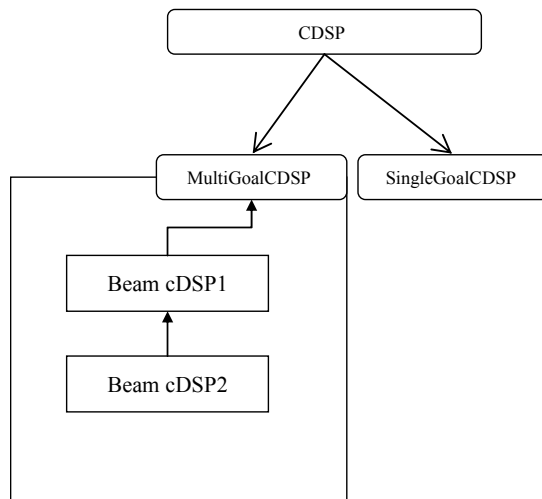 CDSP
MultiGoalCDSP
SingleGoalCDSP
Beam cDSP1
Beam cDSP2